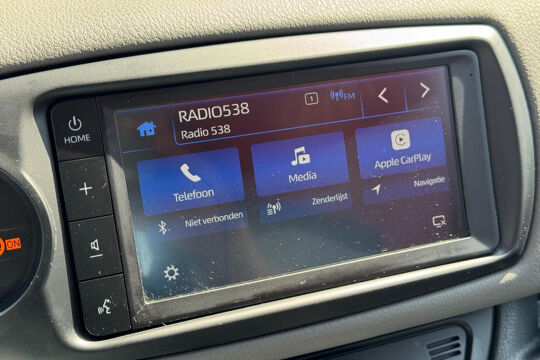 HOME
RADIO538
Radio 538
1
FM
Telefoon
Media
Apple CarPlay
Niet verbonden
Zenderlijst
Navigatie
ON